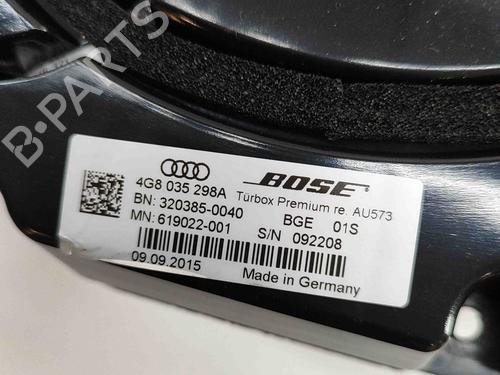 B-PARTS
BOSE
4G8 035 298A
Türbox Premium re. AU573
BN: 320385-0040
BGE 01S
MN: 619022-001
S/N 092208
09.09.2015
Made in Germany